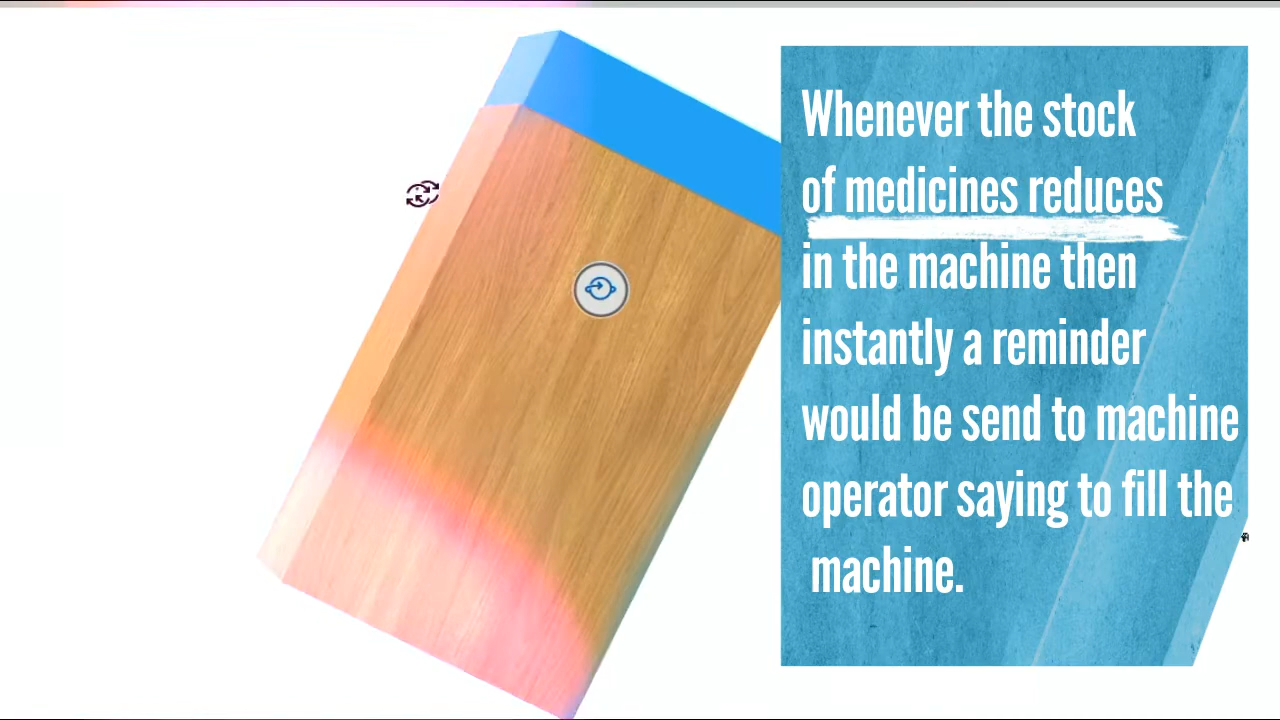 Whenever the stock
of medicines reduces
in the machine then
instantly a reminder
would be send to machine
operator saying to fill the
machine.